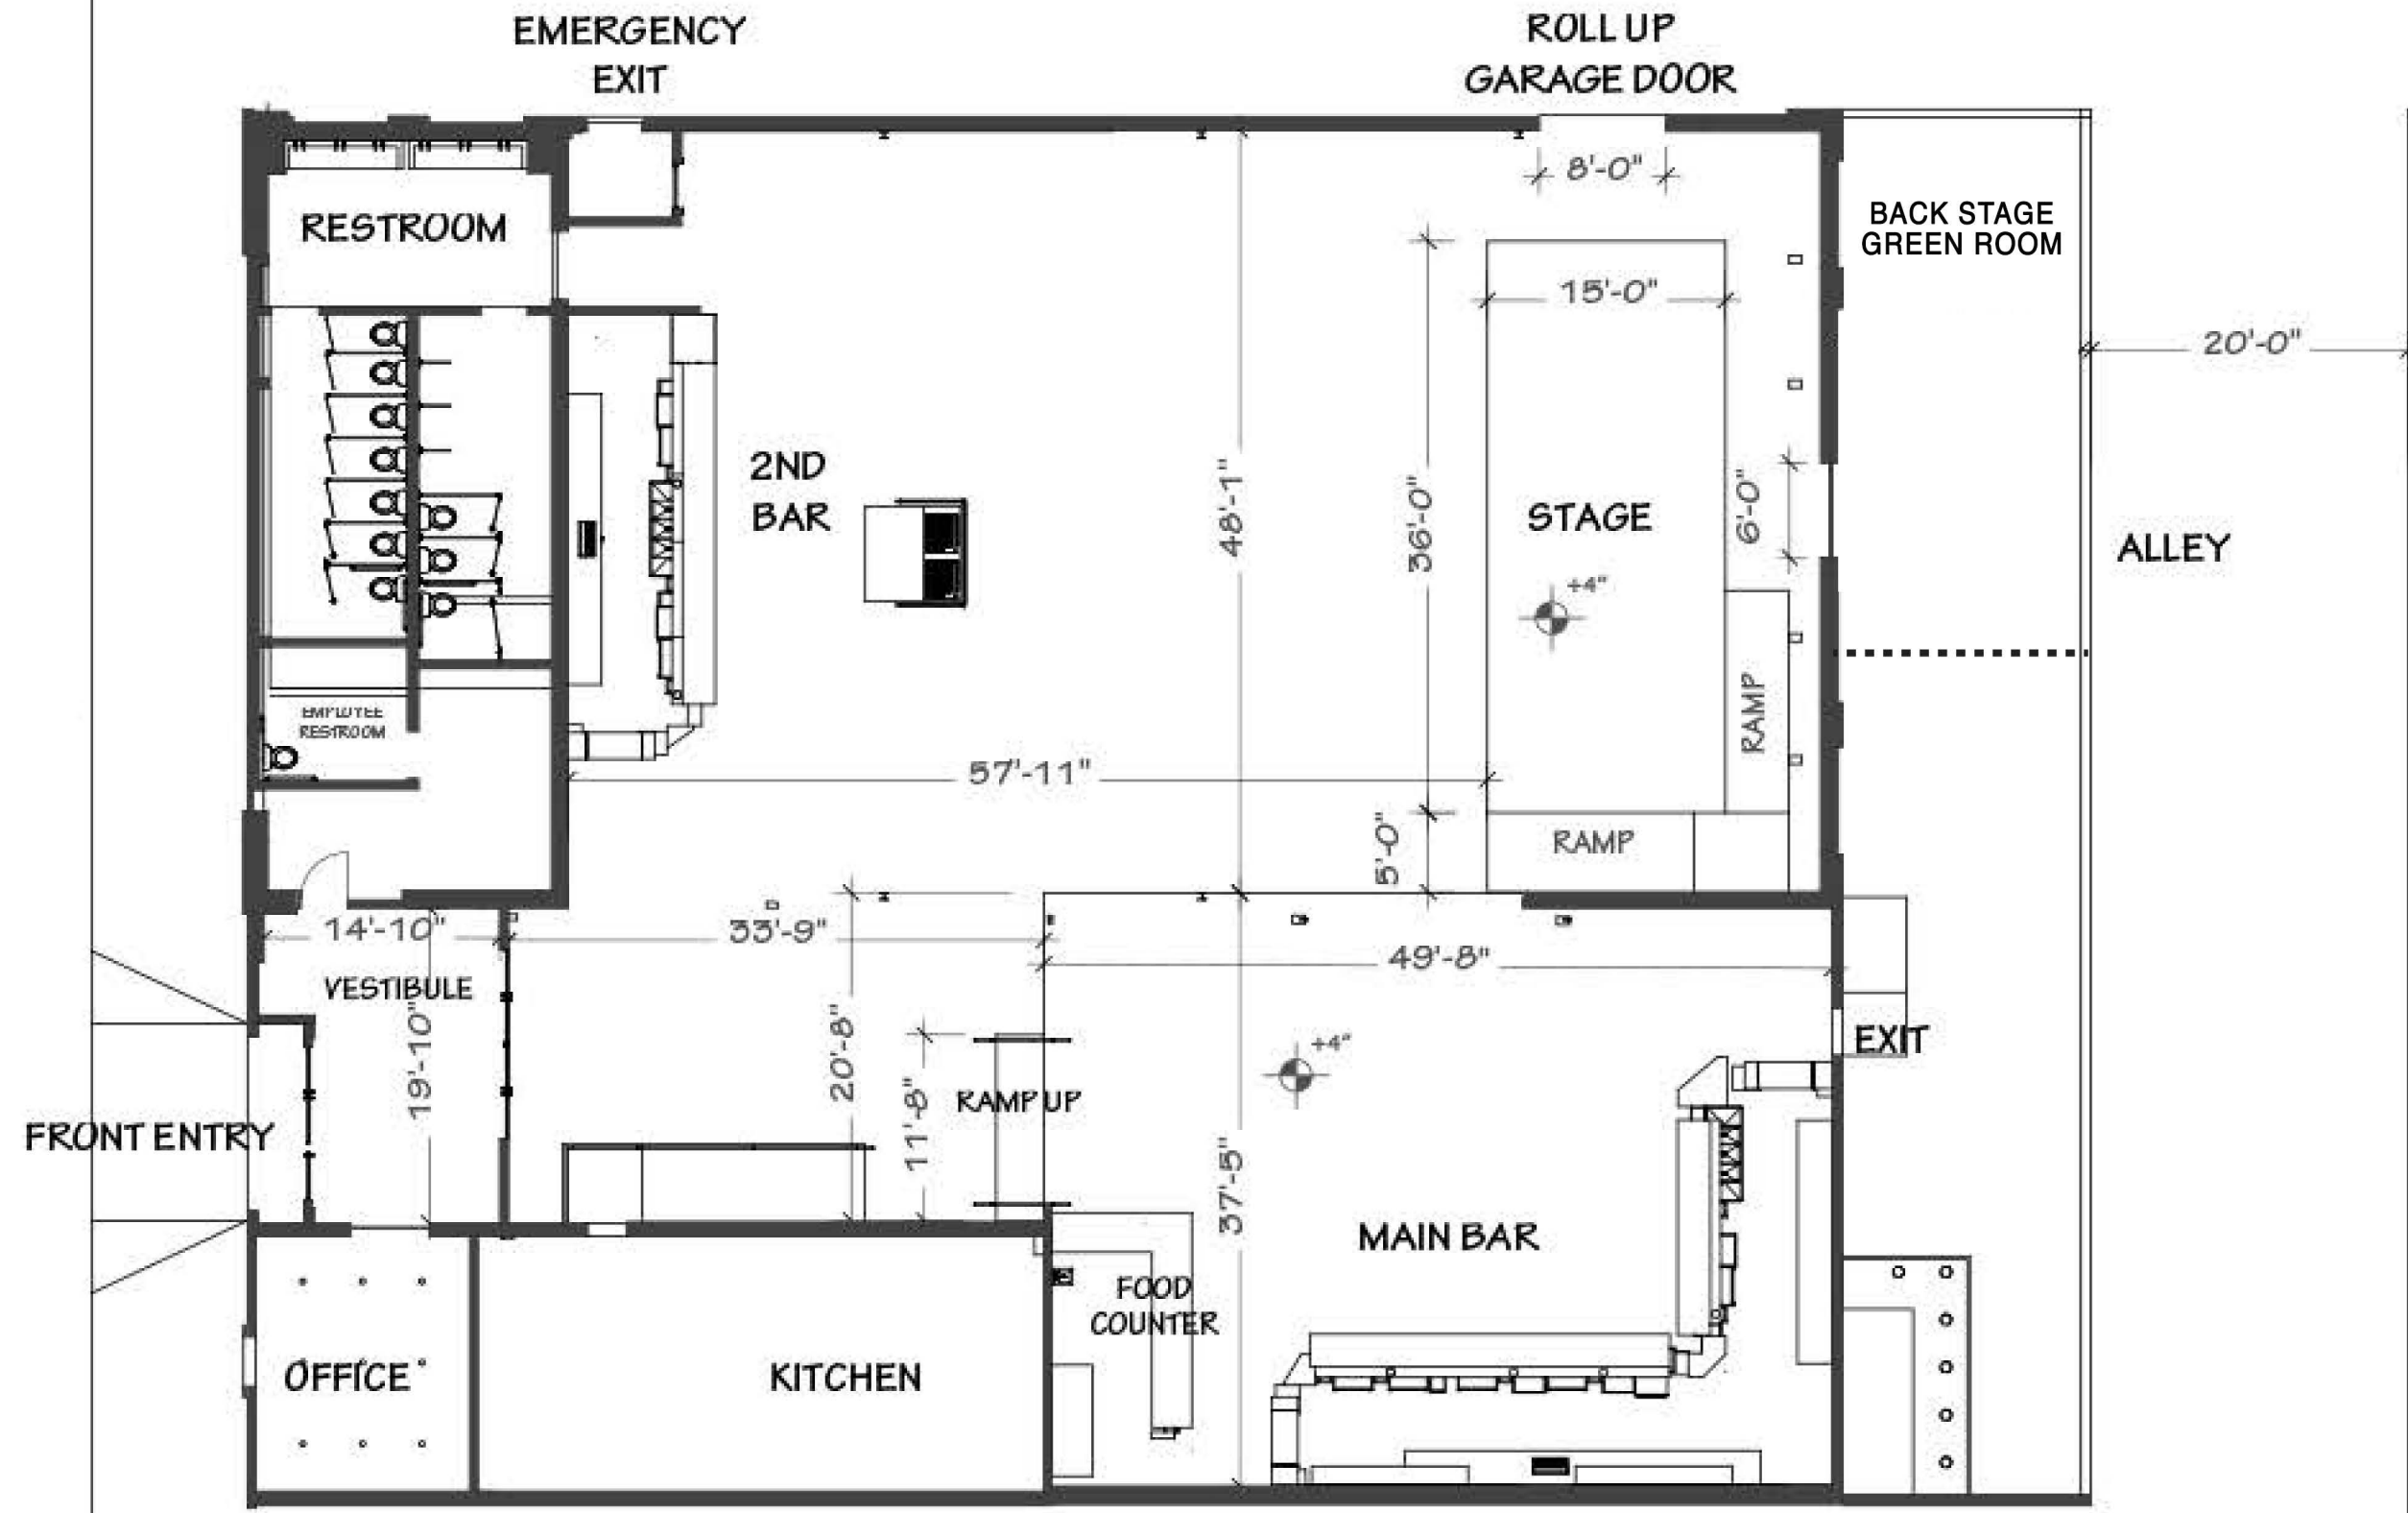 EMERGENCY
EXIT
ROLL UP
GARAGE DOOR
8'-0"
RESTROOM
BACK STAGE
GREEN ROOM
15'-0"
20'-0"
2ND
BAR
48'-1"
36'-0"
STAGE
6'-0"
ALLEY
+4"
RAMP
EMPLOYEE
RESTROOM
57'-11"
5'-0"
RAMP
14'-10"
33'-9"
49'-8"
VESTIBULE
19'-10"
20'-8"
11'-8"
RAMP UP
+4"
EXIT
FRONT ENTRY
37'-5"
MAIN BAR
FOOD
COUNTER
OFFICE
KITCHEN